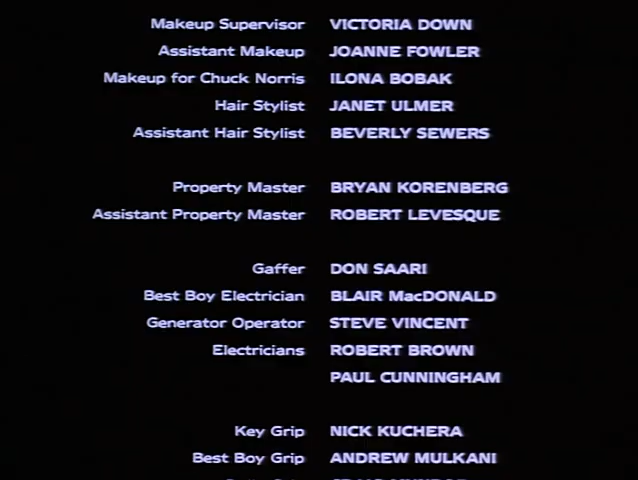 Makeup Supervisor VICTORIA DOWN
Assistant Makeup JOANNE FOWLER
Makeup for Chuck Norris ILONA BOBAK
Hair Stylist JANET ULMER
Assistant Hair Stylist BEVERLY SEWERS
Property Master BRYAN KORENBERG
Assistant Property Master ROBERT LEVESQUE
Gaffer DON SAARI
Best Boy Electrician BLAIR MacDONALD
Generator Operator STEVE VINCENT
Electricians ROBERT BROWN
PAUL CUNNINGHAM
Key Grip NICK KUCHERA
Best Boy Grip ANDREW MULKANI